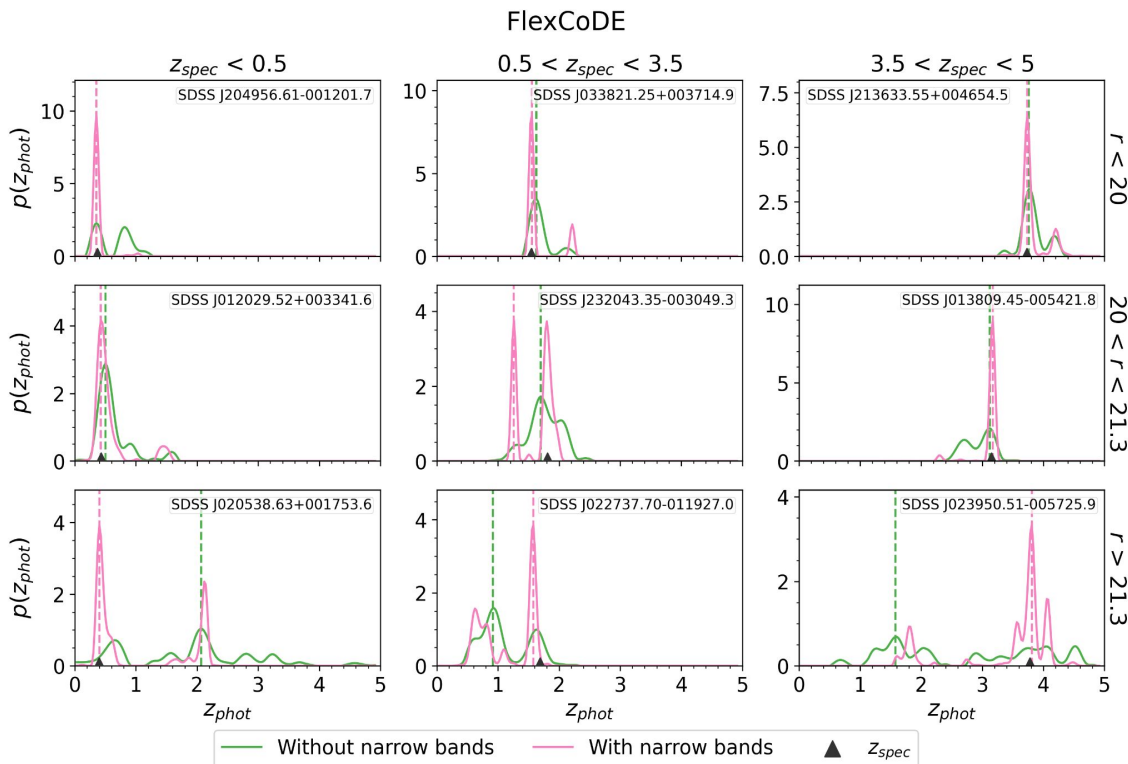 FlexCoDE
z_spec < 0.5
0.5 < z_spec < 3.5
3.5 < z_spec < 5
SDSS J204956.61-001201.7
SDSS J033821.25+003714.9
SDSS J213633.55+004654.5
p(z_phot)
10
5
0
10
5
0
7.5
5.0
2.5
0.0
r < 20
SDSS J012029.52+003341.6
SDSS J232043.35-003049.3
SDSS J013809.45-005421.8
p(z_phot)
4
2
0
4
2
0
10
5
0
20 < r < 21.3
SDSS J020538.63+001753.6
SDSS J022737.70-011927.0
SDSS J023950.51-005725.9
p(z_phot)
4
2
0
4
2
0
4
2
0
r > 21.3
0 1 2 3 4 5
0 1 2 3 4 5
0 1 2 3 4 5
z_phot
z_phot
z_phot
Without narrow bands
With narrow bands
z_spec